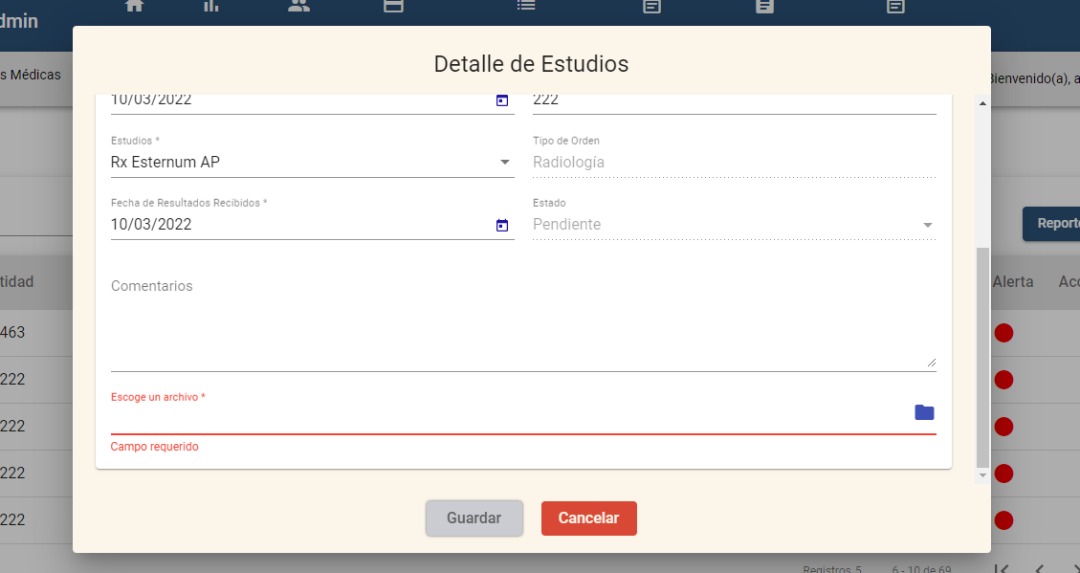 dmin
s Médicas
Bienvenido(a), a
Detalle de Estudios
10/03/2022
222
Estudios *
Rx Esternum AP
Tipo de Orden
Radiología
Fecha de Resultados Recibidos *
10/03/2022
Estado
Pendiente
Comentarios
Escoge un archivo *
Campo requerido
Guardar
Cancelar
Reporte
tidad
Alerta
Acc
463
222
222
222
222
Registros 5
6 - 10 de 69